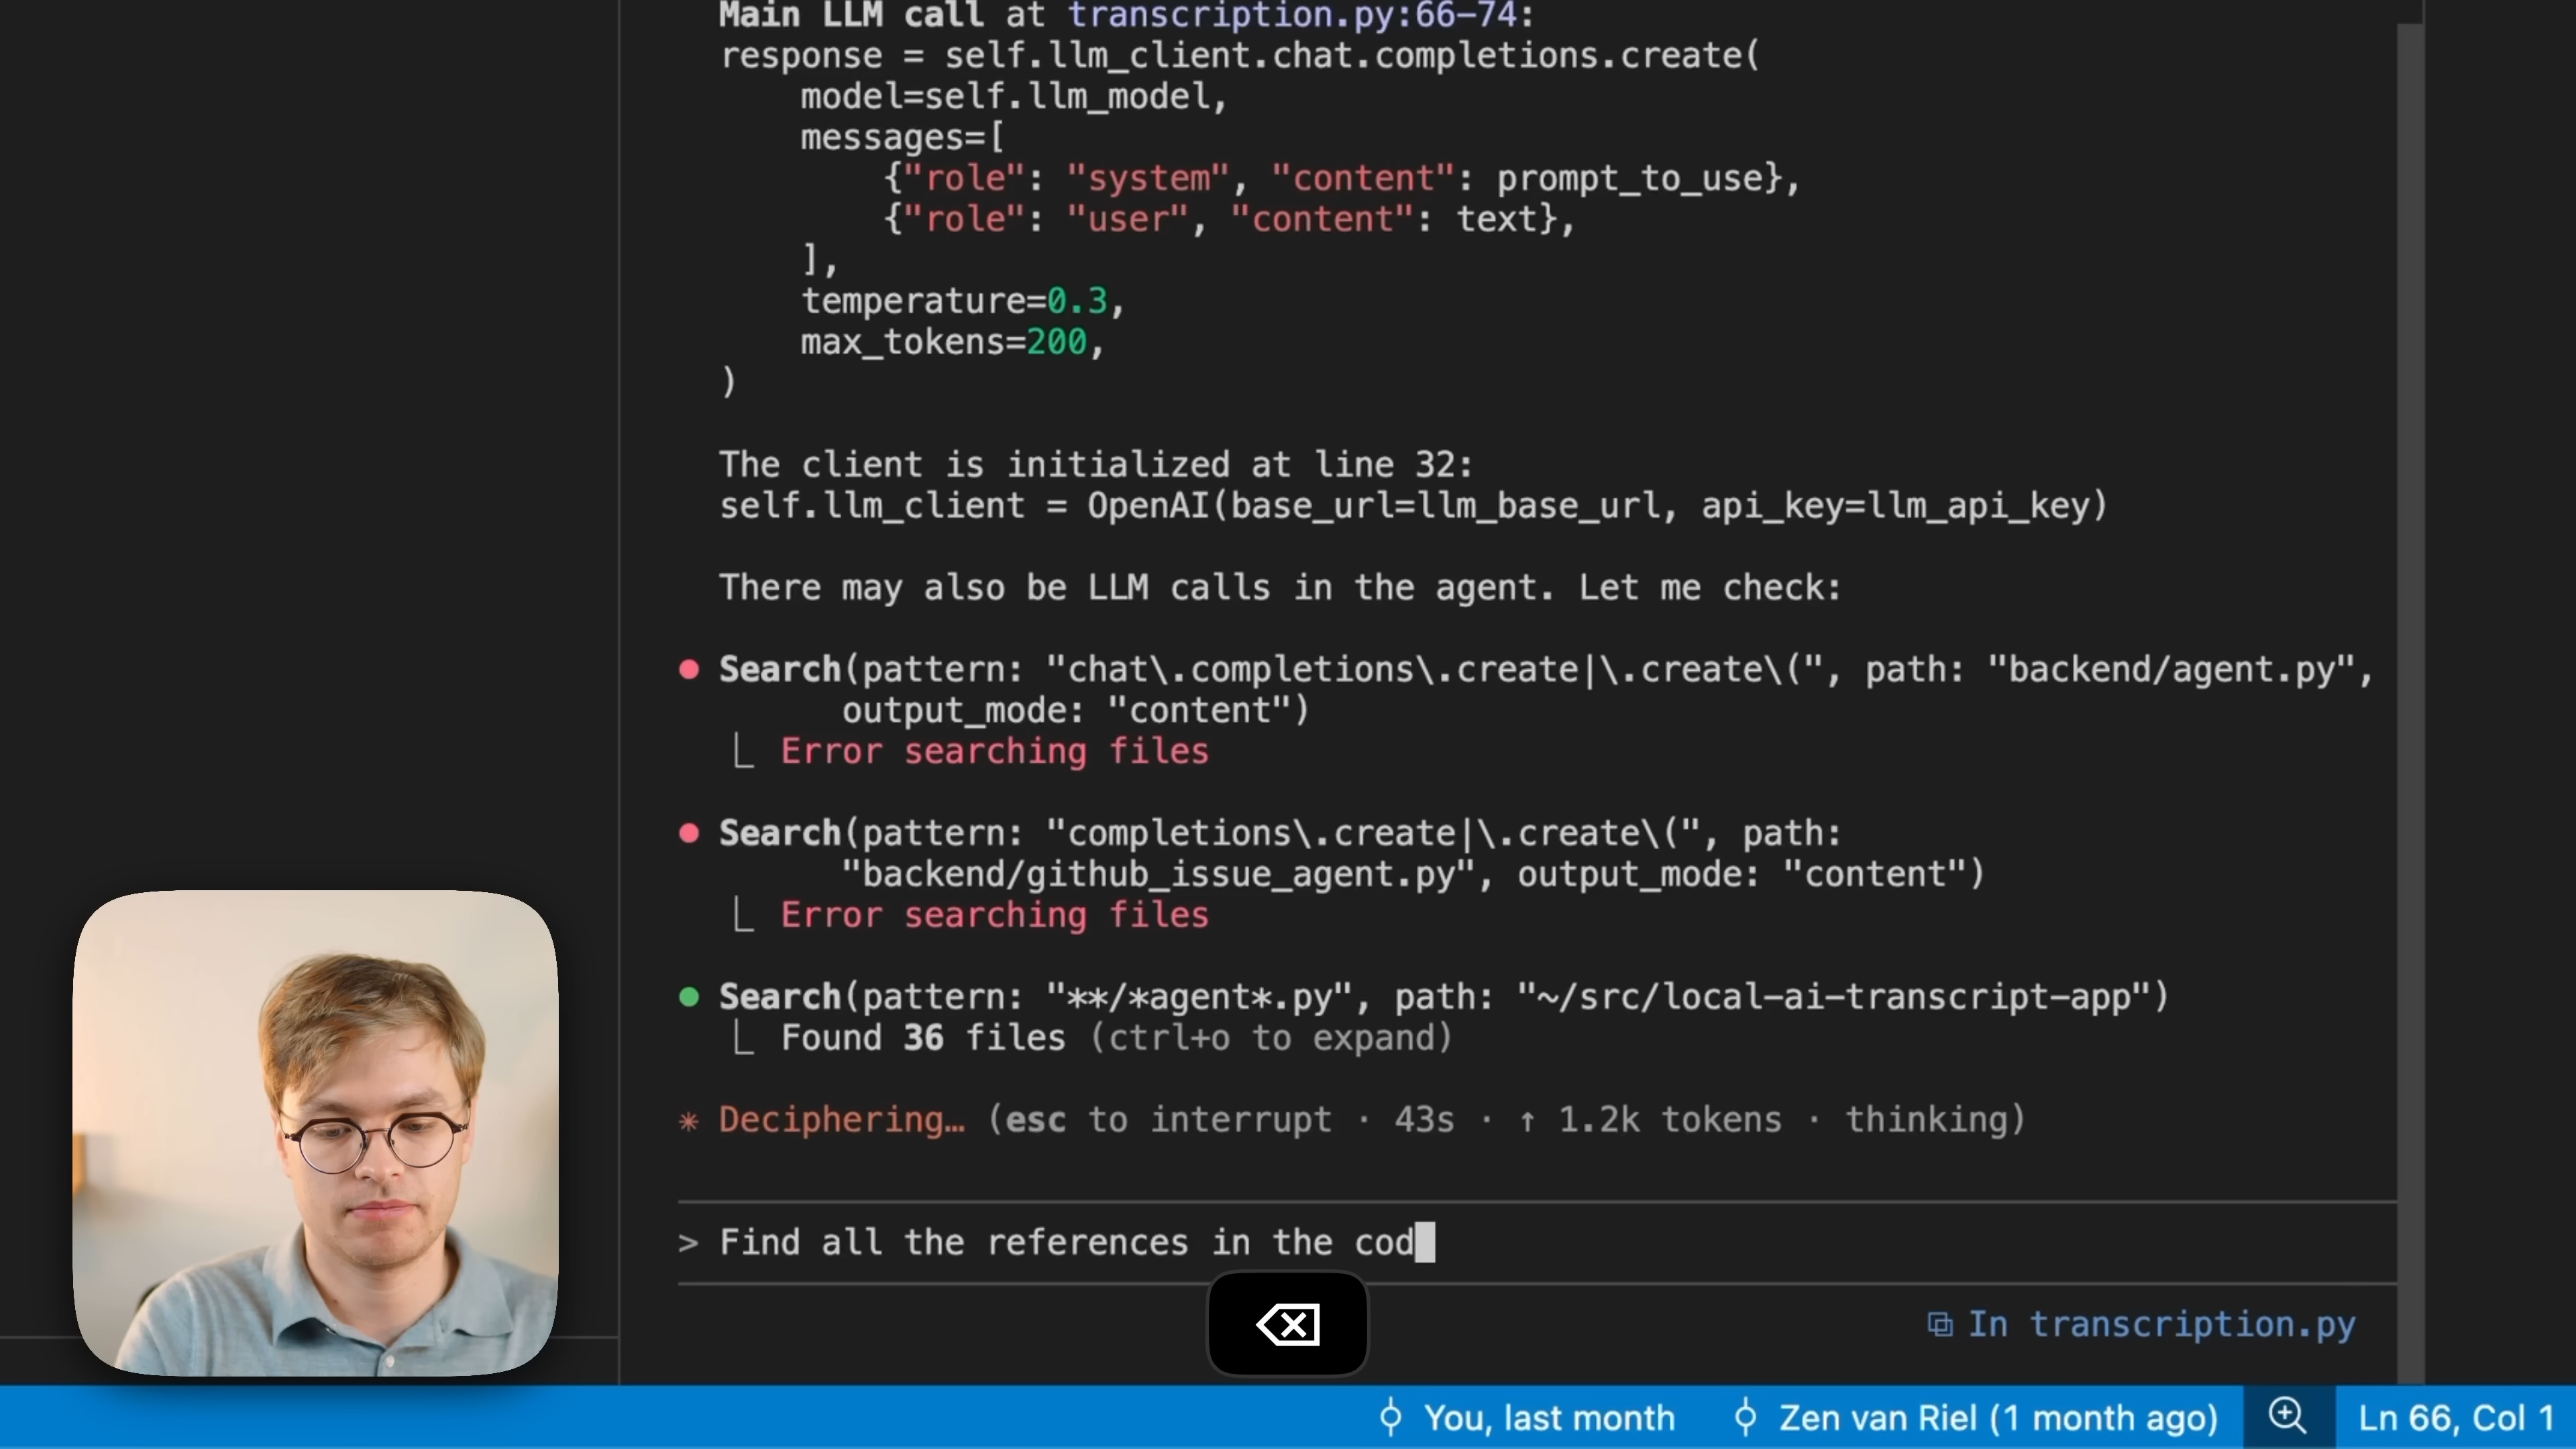 Main LLM call at transcription.py:66-74:
response = self.llm_client.chat.completions.create(
model=self.llm_model,
messages=[
{"role": "system", "content": prompt_to_use},
{"role": "user", "content": text},
],
temperature=0.3,
max_tokens=200,
)
The client is initialized at line 32:
self.llm_client = OpenAI(base_url=llm_base_url, api_key=llm_api_key)
There may also be LLM calls in the agent. Let me check:
● Search(pattern: "chat\.completions\.create|\.create\(", path: "backend/agent.py",
output_mode: "content")
⎿ Error searching files
● Search(pattern: "completions\.create|\.create\(", path:
"backend/github_issue_agent.py", output_mode: "content")
⎿ Error searching files
● Search(pattern: "**/*agent*.py", path: "~/src/local-ai-transcript-app")
⎿ Found 36 files (ctrl+o to expand)
✳ Deciphering… (esc to interrupt · 43s · ↑ 1.2k tokens · thinking)
> Find all the references in the cod
⧉ In transcription.py
You, last month Zen van Riel (1 month ago) Ln 66, Col 1